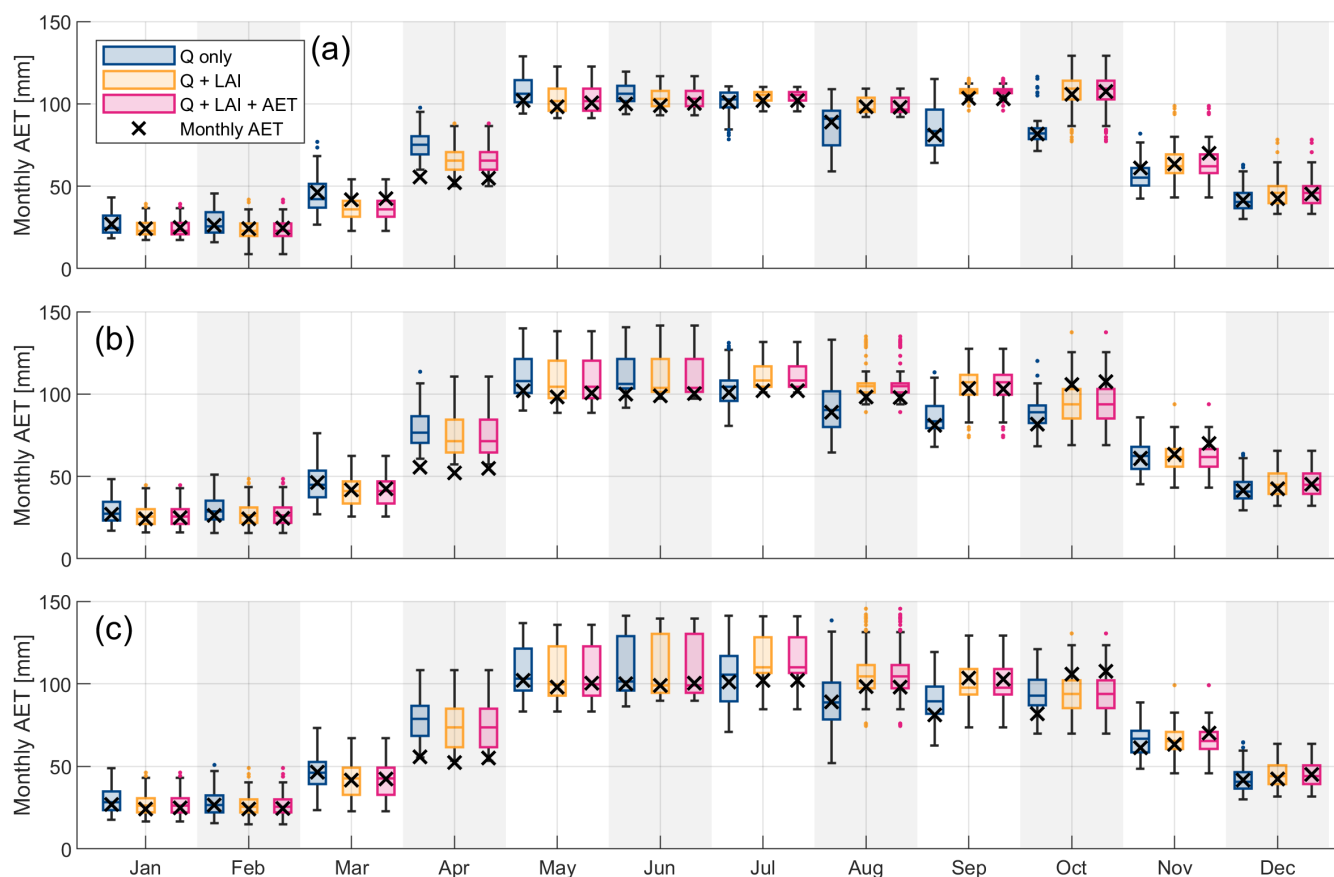 150
100
50
0
Monthly AET [mm]
(a)
Q only
Q + LAI
Q + LAI + AET
Monthly AET
150
100
50
0
Monthly AET [mm]
(b)
150
100
50
0
Monthly AET [mm]
(c)
Jan Feb Mar Apr May Jun Jul Aug Sep Oct Nov Dec